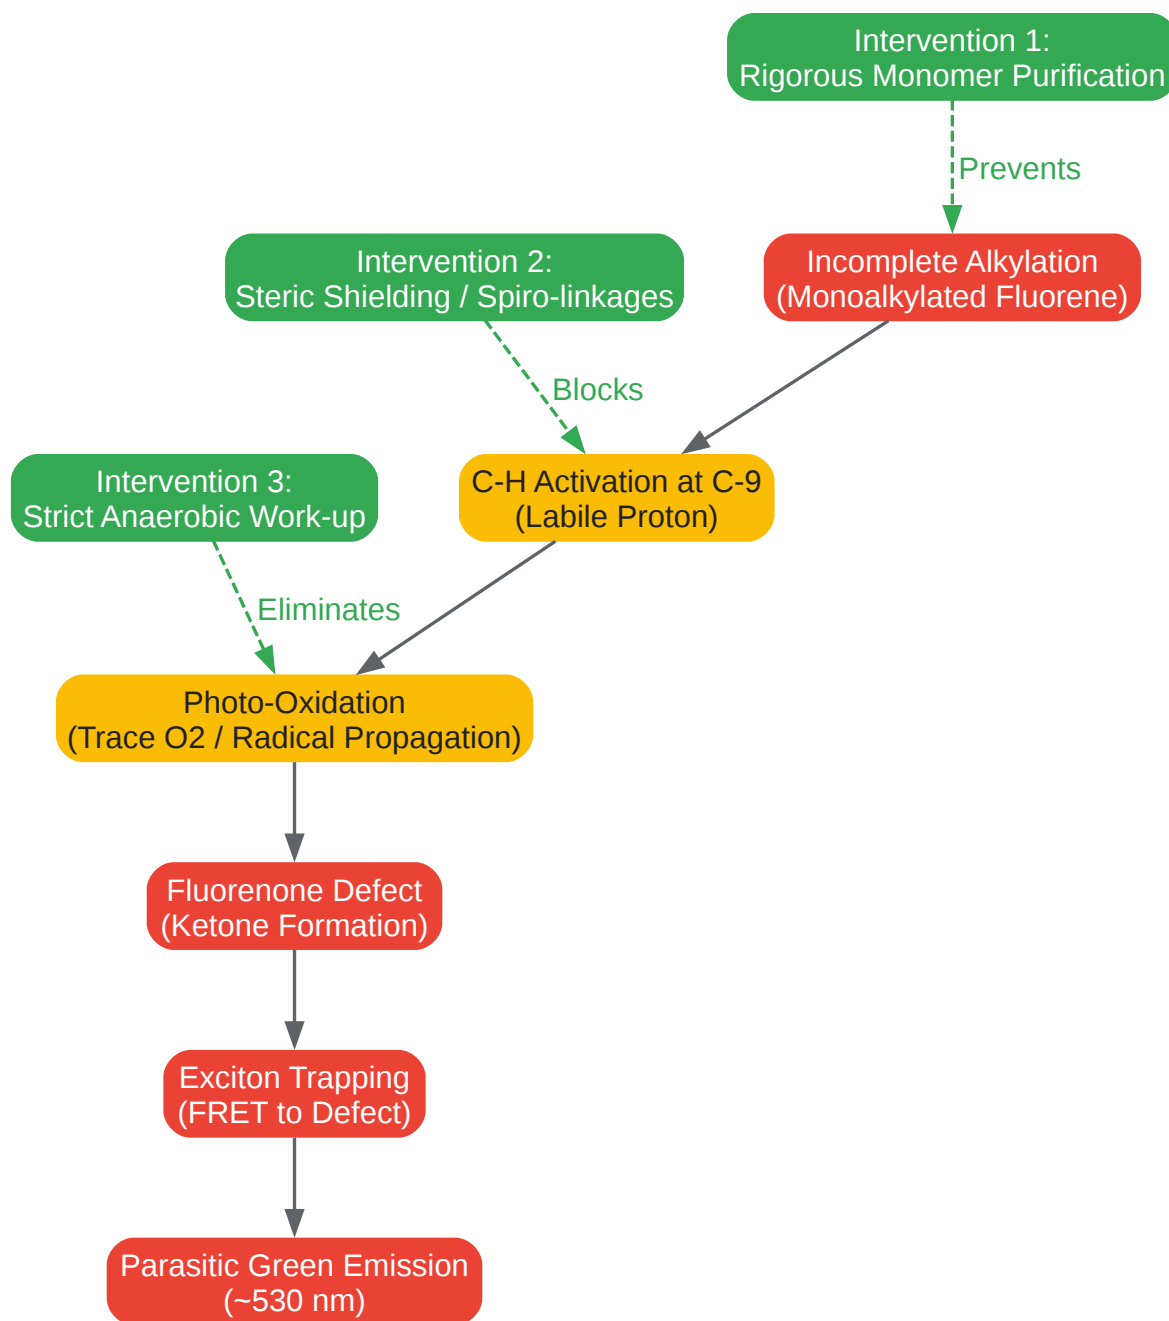 Intervention 1:
Rigorous Monomer Purification
Prevents
Incomplete Alkylation
(Monoalkylated Fluorene)
Intervention 2:
Steric Shielding / Spiro-linkages
Blocks
C-H Activation at C-9
(Labile Proton)
Intervention 3:
Strict Anaerobic Work-up
Eliminates
Photo-Oxidation
(Trace O2 / Radical Propagation)
Fluorenone Defect
(Ketone Formation)
Exciton Trapping
(FRET to Defect)
Parasitic Green Emission
(~530 nm)